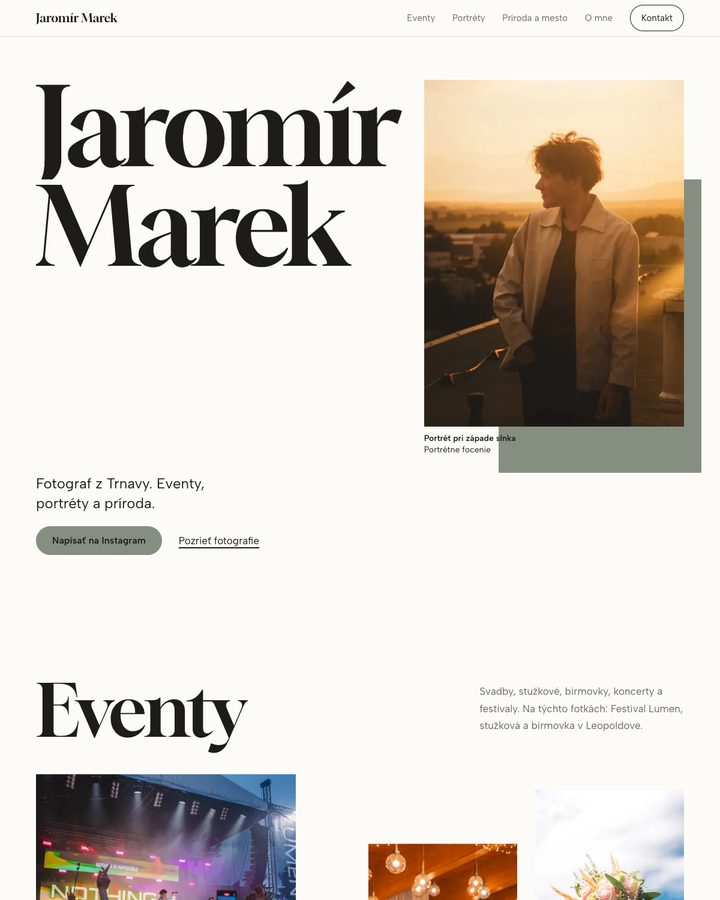 Jaromír Marek
Eventy
Portréty
Príroda a mesto
O mne
Kontakt
Jaromír
Marek
Portrét pri západe slnka
Portrétne focenie
Fotograf z Trnavy. Eventy,
portréty a príroda.
Napísať na Instagram
Pozrieť fotografie
Eventy
Svadby, stužkové, birmovky, koncerty a
festivaly. Na týchto fotkách: Festival Lumen,
stužková a birmovka v Leopoldove.
NOTHING